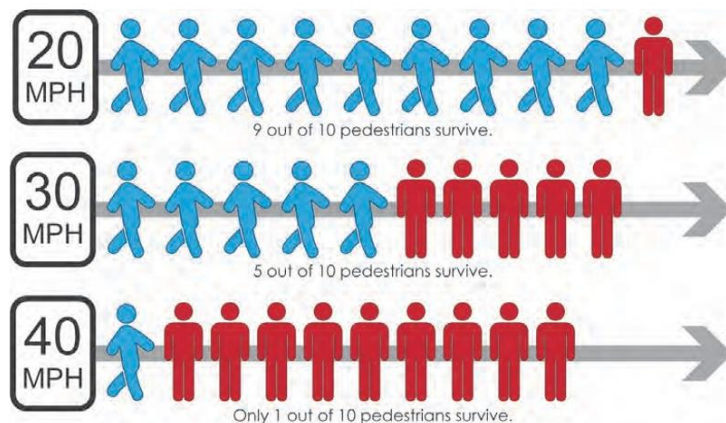 20
MPH
9 out of 10 pedestrians survive.
30
MPH
5 out of 10 pedestrians survive.
40
MPH
Only 1 out of 10 pedestrians survive.